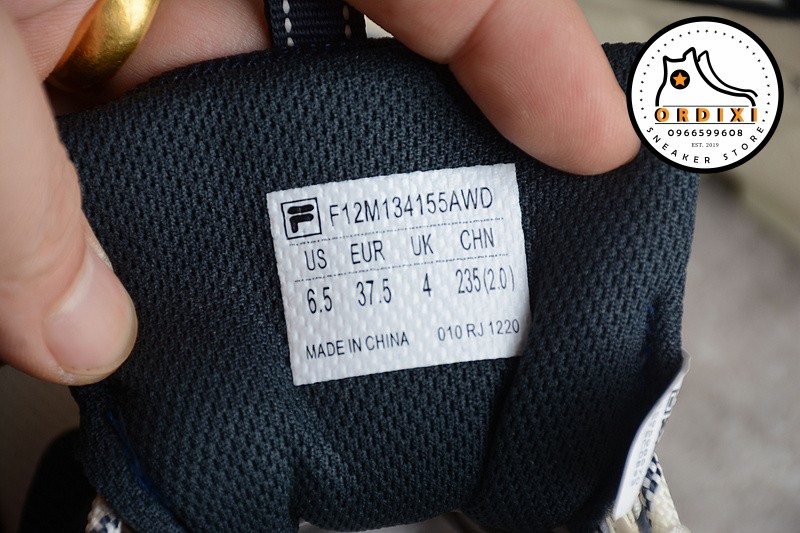 F12M134155AWD
US EUR UK CHN
6.5 37.5 4 235(2.0)
MADE IN CHINA 010 RJ 1220
ORDIXI
0966599608
EST. 2019
SNEAKER STORE